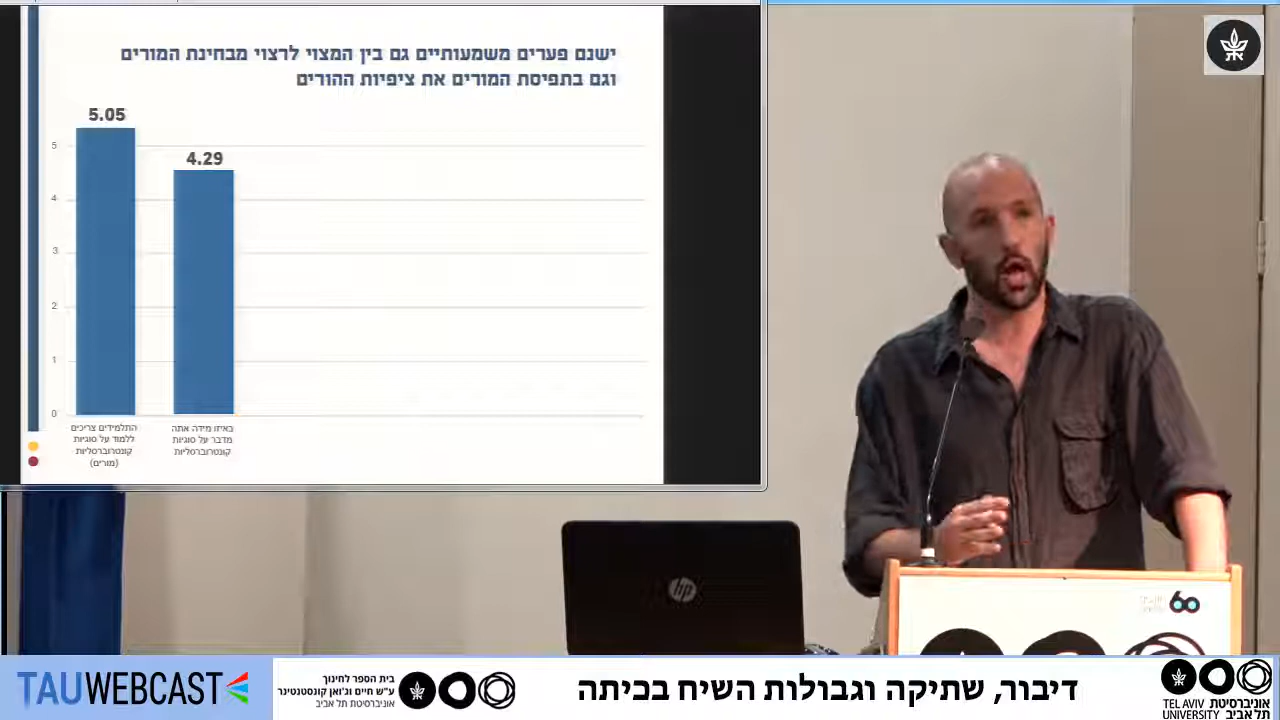 ישנם פערים משמעותיים גם בין המצוי לרצוי מבחינת המורים
וגם בתפיסת המורים את ציפיות ההורים
5.05
4.29
5
4
3
2
1
0
התלמידים צריכים
ללמוד על סוגיות
קונטרוברסליות
(מורים)
באיזו מידה אתה
מדבר על סוגיות
קונטרוברסליות
hp
60
TAUWEBCAST
בית הספר לחינוך
ע"ש חיים וג'ואן קונסטנטינר
אוניברסיטת תל אביב
דיבור, שתיקה וגבולות השיח בכיתה
TEL AVIV אוניברסיטת
UNIVERSITY תל אביב